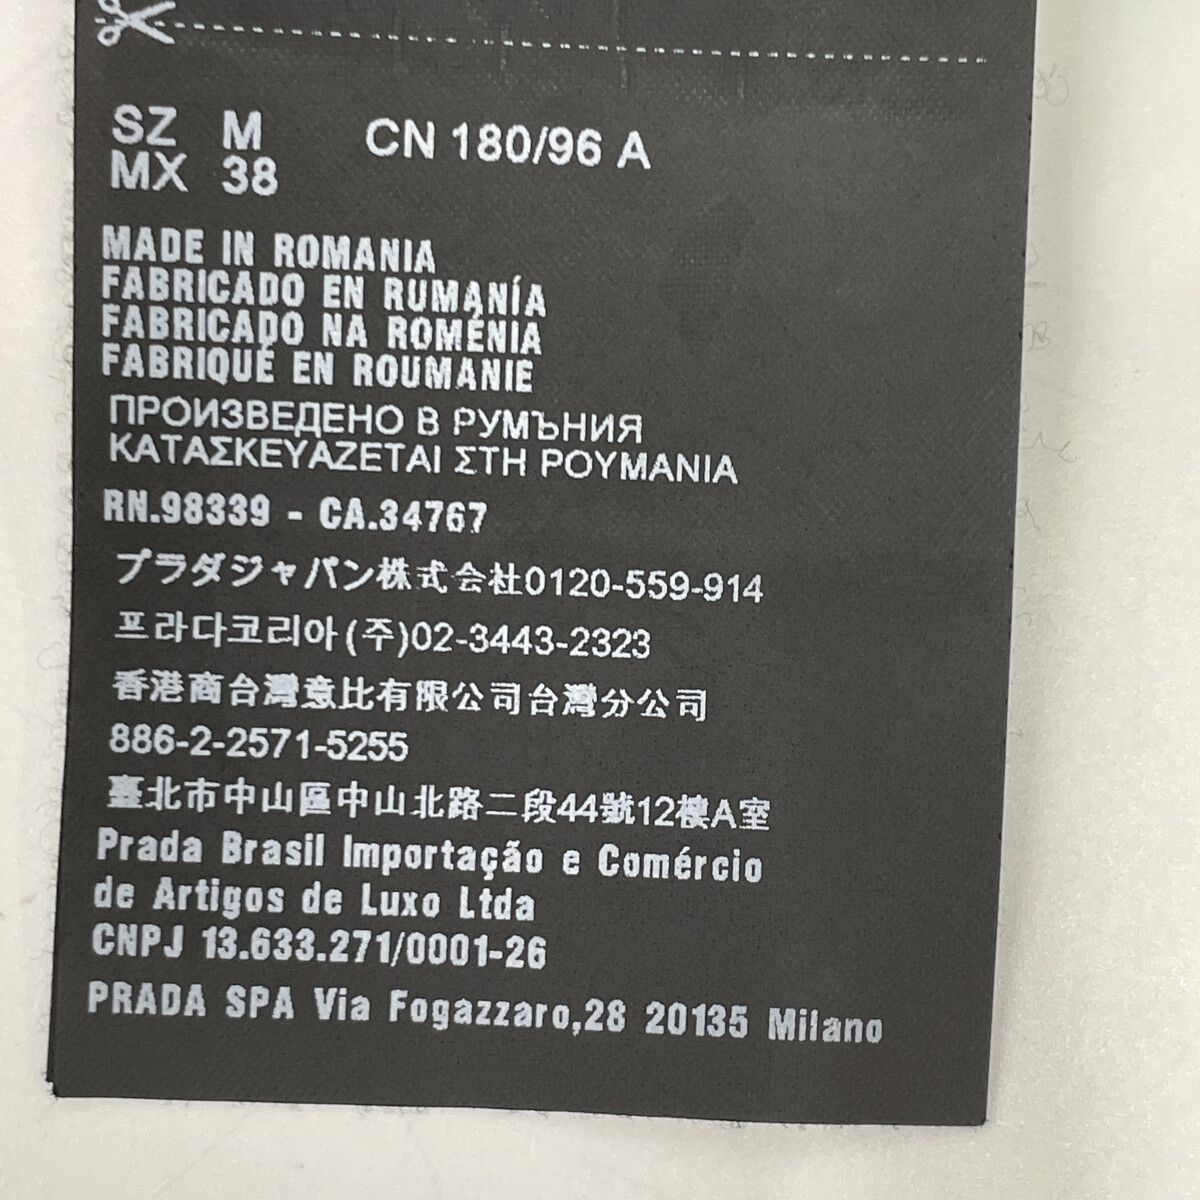 SZ M CN 180/96 A
MX 38
MADE IN ROMANIA
FABRICADO EN RUMANÍA
FABRICADO NA ROMÉNIA
FABRIQUÉ EN ROUMANIE
ПРОИЗВЕДЕНО В РУМЪНИЯ
ΚΑΤΑΣΚΕΥΑΖΕΤΑΙ ΣΤΗ ΡΟΥΜΑΝΙΑ
RN.98339 - CA.34767
プラダジャパン株式会社0120-559-914
프라다코리아(주)02-3443-2323
香港商台灣意比有限公司台灣分公司
886-2-2571-5255
臺北市中山區中山北路二段44號12樓A室
Prada Brasil Importação e Comércio
de Artigos de Luxo Ltda
CNPJ 13.633.271/0001-26
PRADA SPA Via Fogazzaro,28 20135 Milano